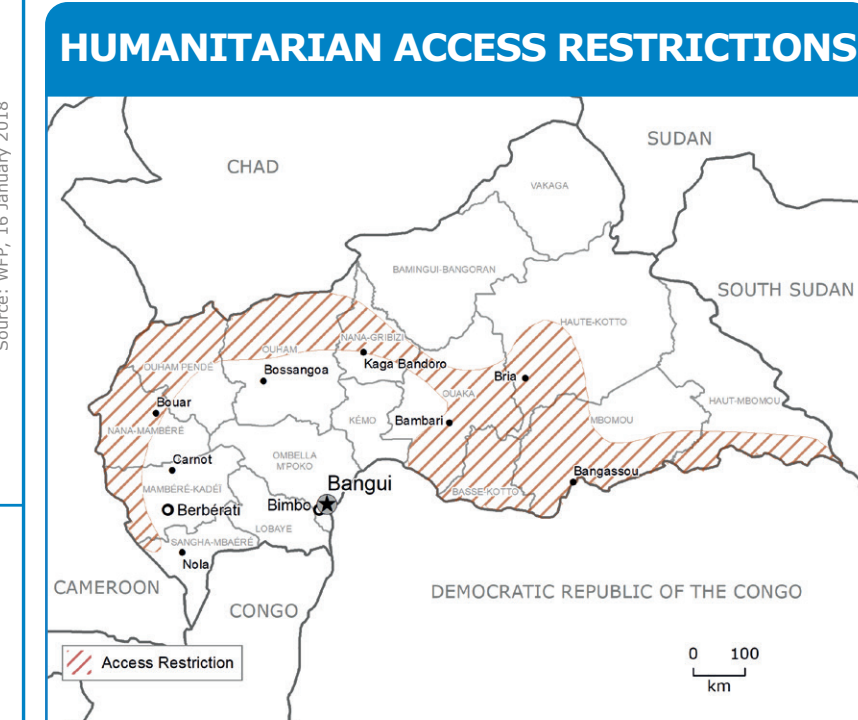 HUMANITARIAN ACCESS RESTRICTIONS
Source: WFP, 16 January 2018
SUDAN
CHAD
VAKAGA
BAMINGUI-BANGORAN
SOUTH SUDAN
HAUTE-KOTTO
NANA-GRIBIZI
OUHAM
Kaga Bandoro
OUHAM PENDÉ
Bossangoa
Bria
OUAKA
Bouar
HAUT-MBOMOU
KÉMO
Bambari
MBOMOU
NANA-MAMBÉRÉ
OMBELLA
M'POKO
Carnot
Bangassou
Bangui
MAMBÉRÉ-KADÉÏ
BASSE-KOTTO
Bimbo
Berbérati
LOBAYE
SANGHA-MBAÉRÉ
Nola
CAMEROON
DEMOCRATIC REPUBLIC OF THE CONGO
CONGO
Access Restriction
0 100
km